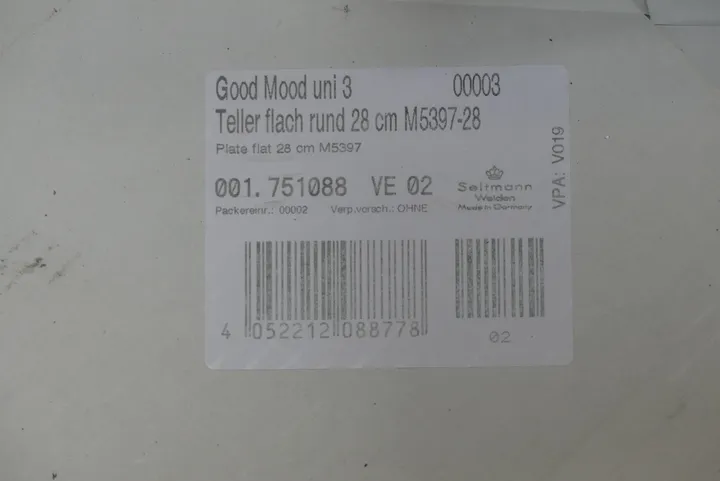 Good Mood uni 3 00003
Teller flach rund 28 cm M5397-28
Plate flat 28 cm M5397
001.751088 VE 02
Packereinr.: 00002 Verp.vorsch.: OHNE
Seltmann
Weiden
Made in Germany
VPA: V019
4 052212 088778
02